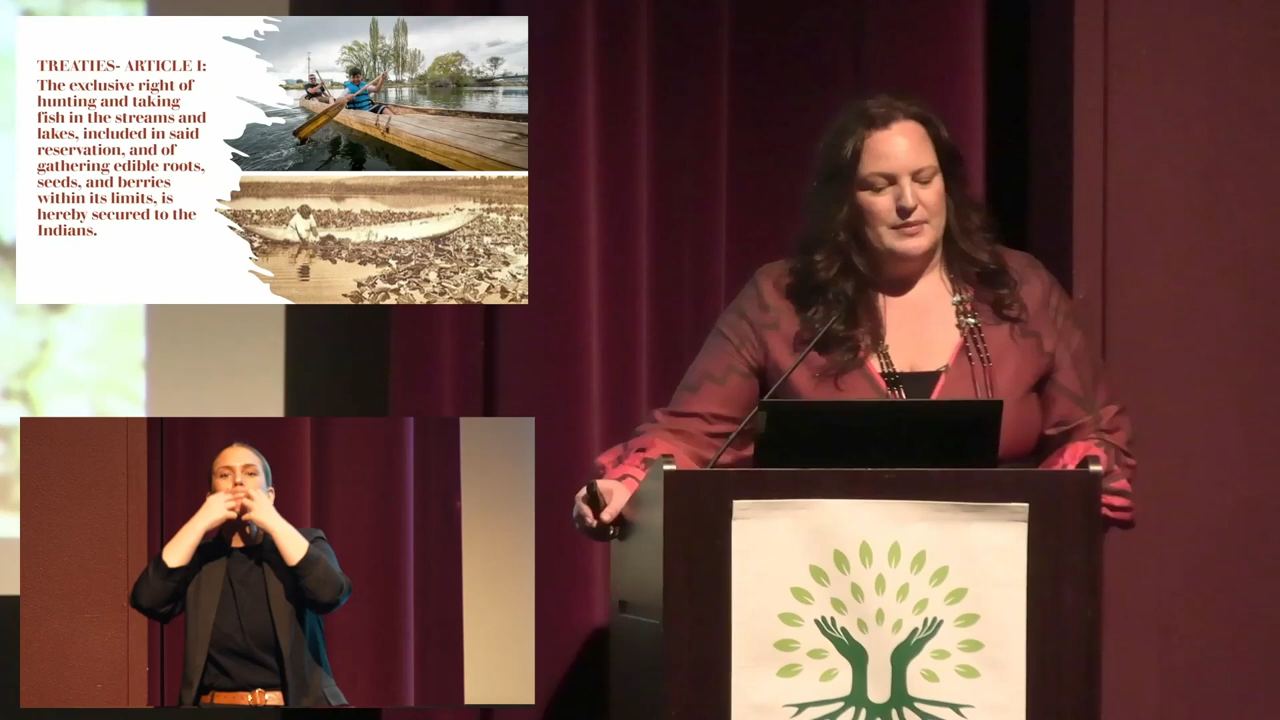 TREATIES- ARTICLE I:
The exclusive right of
hunting and taking
fish in the streams and
lakes, included in said
reservation, and of
gathering edible roots,
seeds, and berries
within its limits, is
hereby secured to the
Indians.